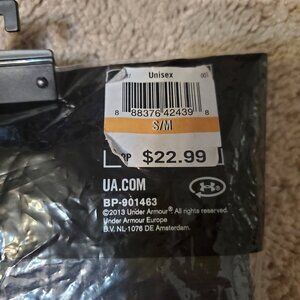 Unisex
8 88376 42439 8
S/M
$22.99
UA.COM
BP-901463
©2013 Under Armour® All rights reserved.
Under Armour Europe
B.V. NL-1076 DE Amsterdam.